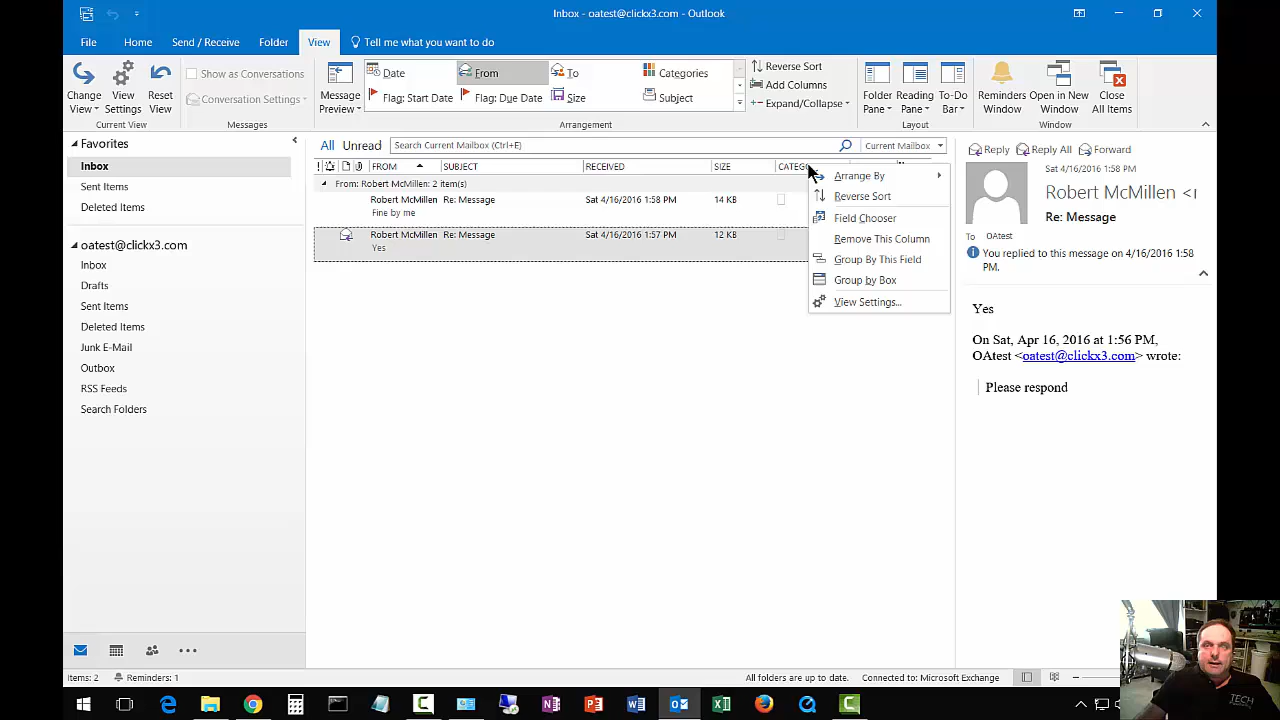 Inbox - oatest@clickx3.com - Outlook
File Home Send / Receive Folder View Tell me what you want to do
Change View View Settings Reset View
Show as Conversations
Conversation Settings
Current View Messages
Message Preview
Date From To Categories
Flag: Start Date Flag: Due Date Size Subject
Reverse Sort
Add Columns
Expand/Collapse
Arrangement
Folder Pane Reading Pane To-Do Bar
Layout
Reminders Window Open in New Window Close All Items
Window
Favorites
Inbox
Sent Items
Deleted Items
oatest@clickx3.com
Inbox
Drafts
Sent Items
Deleted Items
Junk E-Mail
Outbox
RSS Feeds
Search Folders
All Unread Search Current Mailbox (Ctrl+E) Current Mailbox
FROM SUBJECT RECEIVED SIZE CATEGO
From: Robert McMillen: 2 item(s)
Robert McMillen Re: Message Sat 4/16/2016 1:58 PM 14 KB
Fine by me
Robert McMillen Re: Message Sat 4/16/2016 1:57 PM 12 KB
Yes
Arrange By
Reverse Sort
Field Chooser
Remove This Column
Group By This Field
Group by Box
View Settings...
Reply Reply All Forward
Sat 4/16/2016 1:58 PM
Robert McMillen <r
Re: Message
To OAtest
You replied to this message on 4/16/2016 1:58 PM.
Yes
On Sat, Apr 16, 2016 at 1:56 PM,
OAtest <oatest@clickx3.com> wrote:
Please respond
Items: 2 Reminders: 1 All folders are up to date. Connected to: Microsoft Exchange